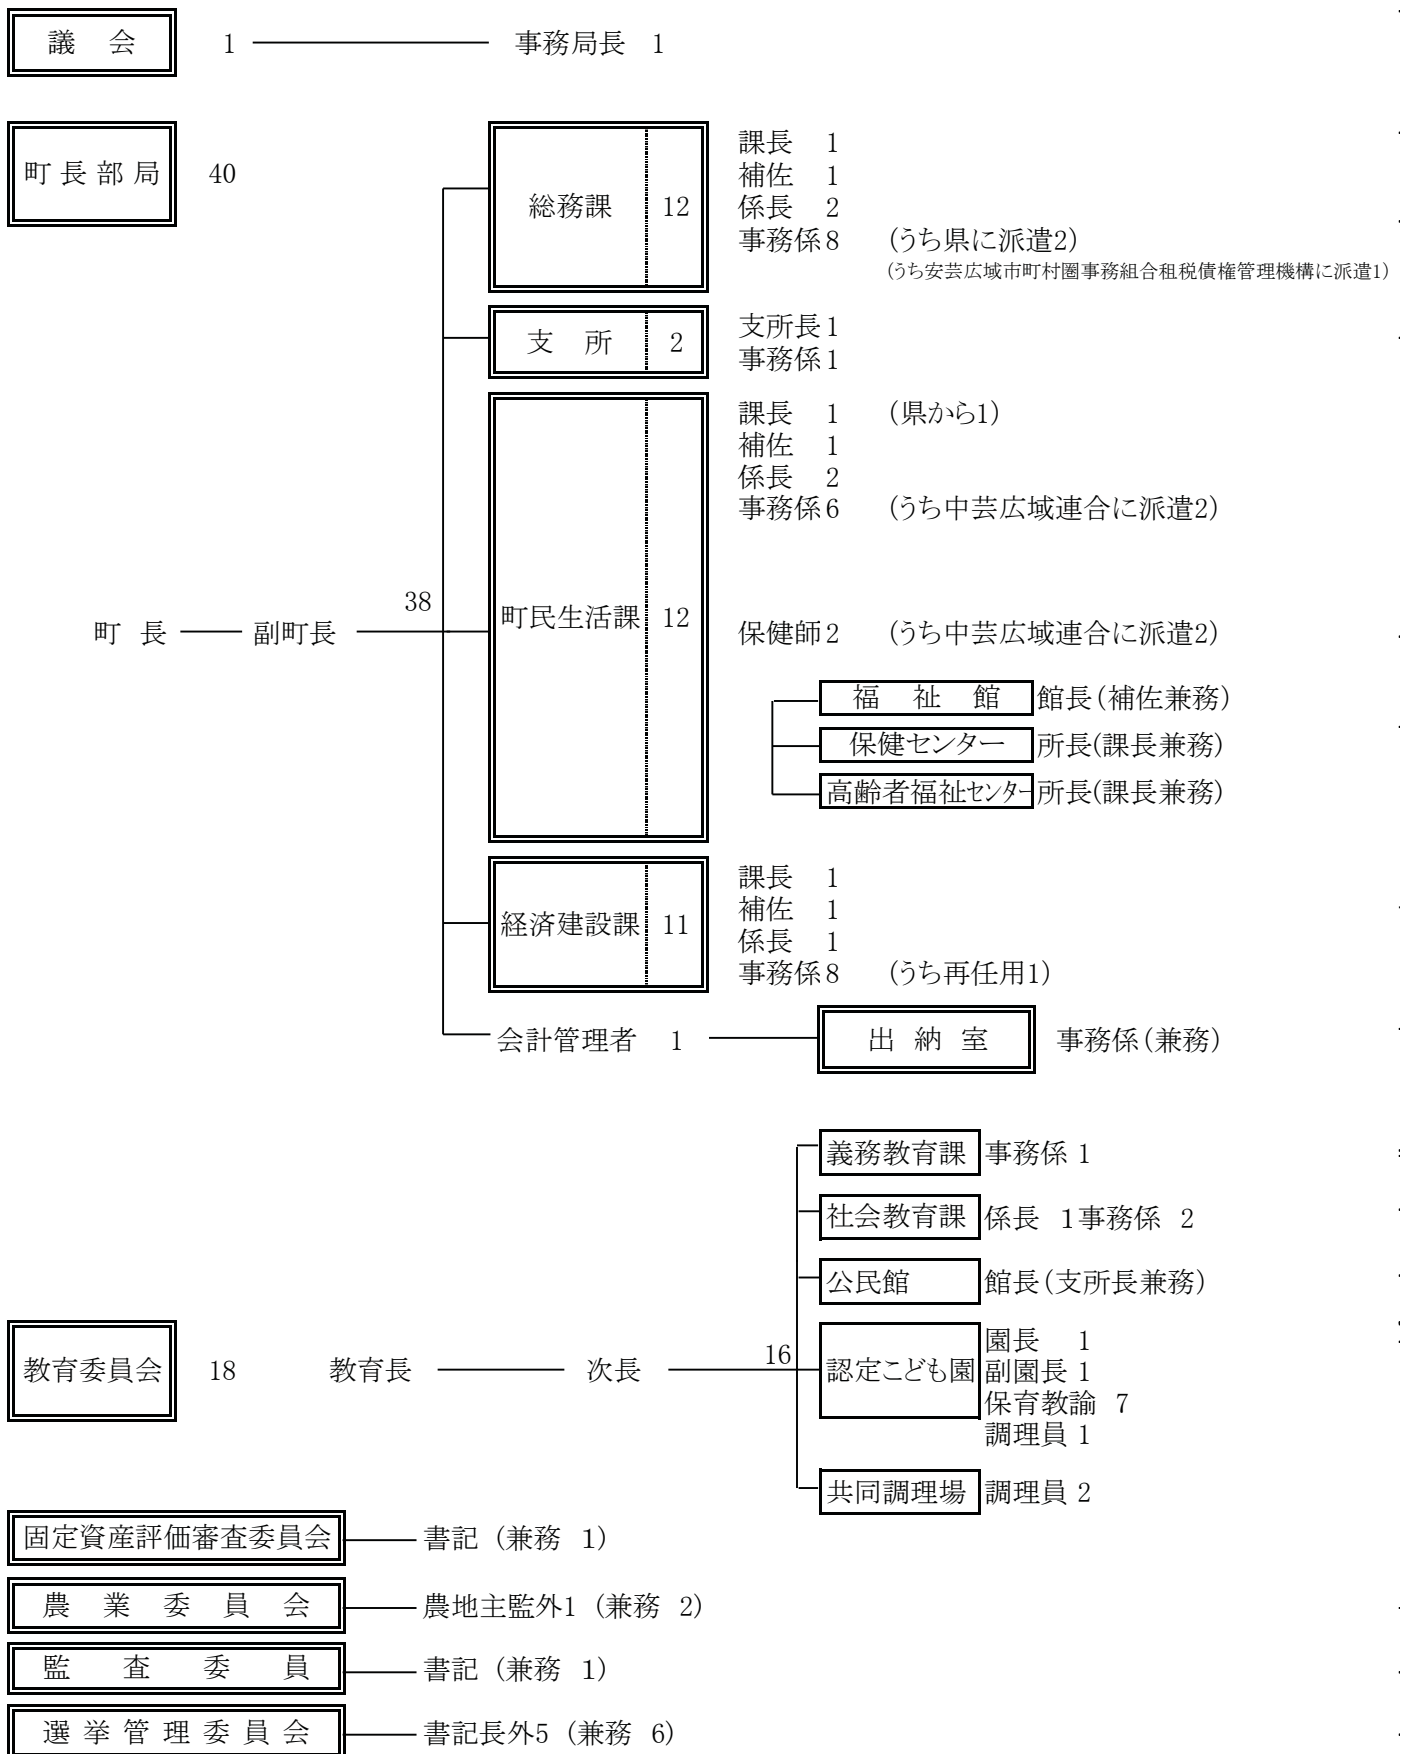 議　会　1　事務局長　1
町長部局　40
総務課　12
課長　1
補佐　1
係長　2
事務係8　(うち県に派遣2)
(うち安芸広域市町村圏事務組合租税債権管理機構に派遣1)
支　所　2
支所長1
事務係1
町民生活課　12
課長　1　(県から1)
補佐　1
係長　2
事務係6　(うち中芸広域連合に派遣2)
町　長　副町長　38
保健師2　(うち中芸広域連合に派遣2)
福　祉　館　館長(補佐兼務)
保健センター　所長(課長兼務)
高齢者福祉センター　所長(課長兼務)
経済建設課　11
課長　1
補佐　1
係長　1
事務係8　(うち再任用1)
会計管理者　1　出　納　室　事務係(兼務)
義務教育課　事務係 1
社会教育課　係長　1事務係　2
公民館　館長(支所長兼務)
教育委員会　18　教育長　次長　16
認定こども園
園長　1
副園長 1
保育教諭　7
調理員 1
共同調理場　調理員 2
固定資産評価審査委員会　書記（兼務　1）
農　業　委　員　会　農地主監外1（兼務　2）
監　査　委　員　書記（兼務　1）
選挙管理委員会　書記長外5（兼務　6）